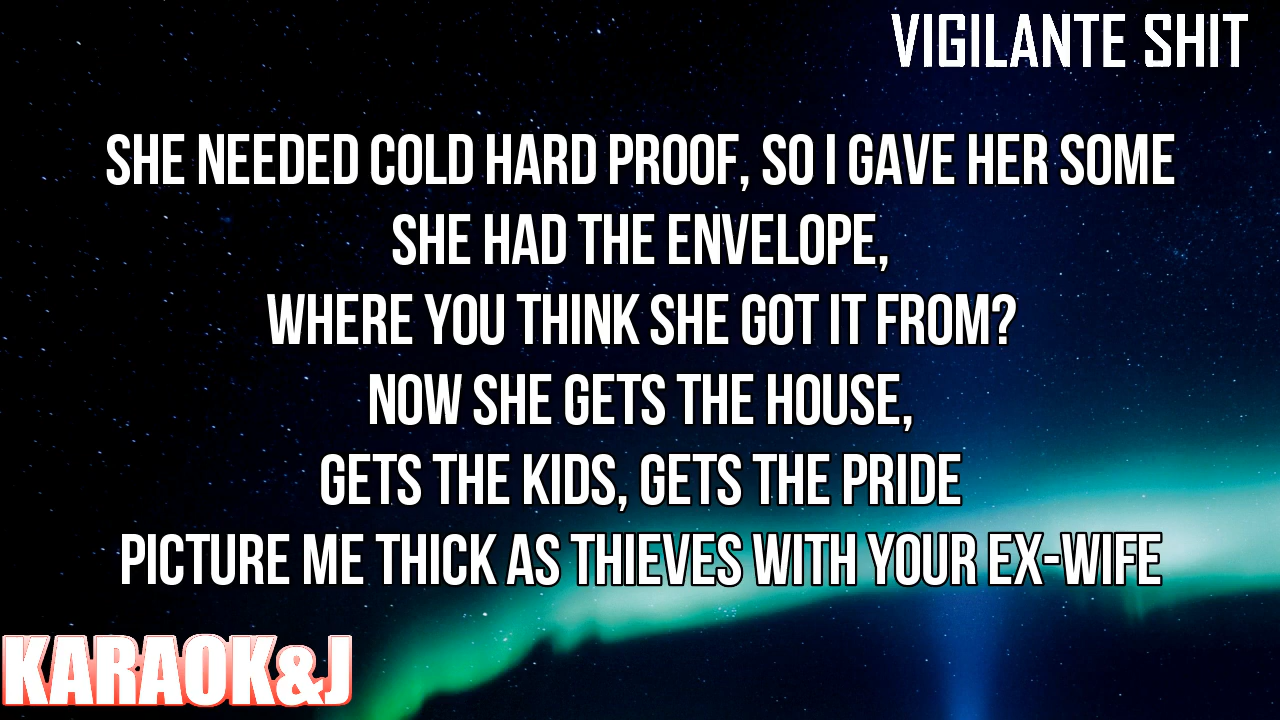 VIGILANTE SHIT
SHE NEEDED COLD HARD PROOF, SO I GAVE HER SOME
SHE HAD THE ENVELOPE,
WHERE YOU THINK SHE GOT IT FROM?
NOW SHE GETS THE HOUSE,
GETS THE KIDS, GETS THE PRIDE
PICTURE ME THICK AS THIEVES WITH YOUR EX-WIFE
KARAOK&J